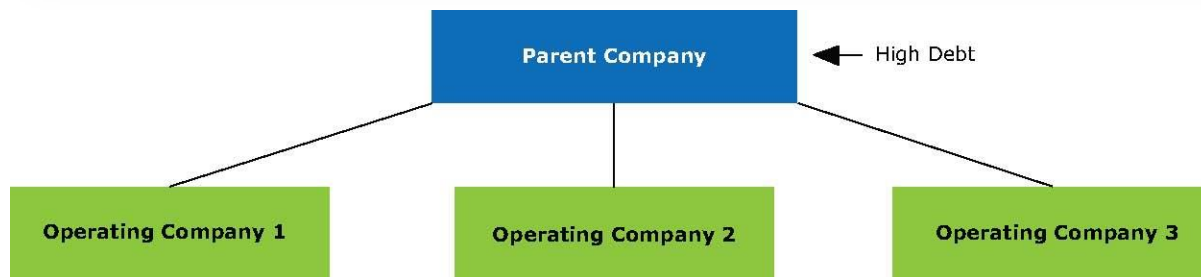 Parent Company
High Debt
Operating Company 1
Operating Company 2
Operating Company 3